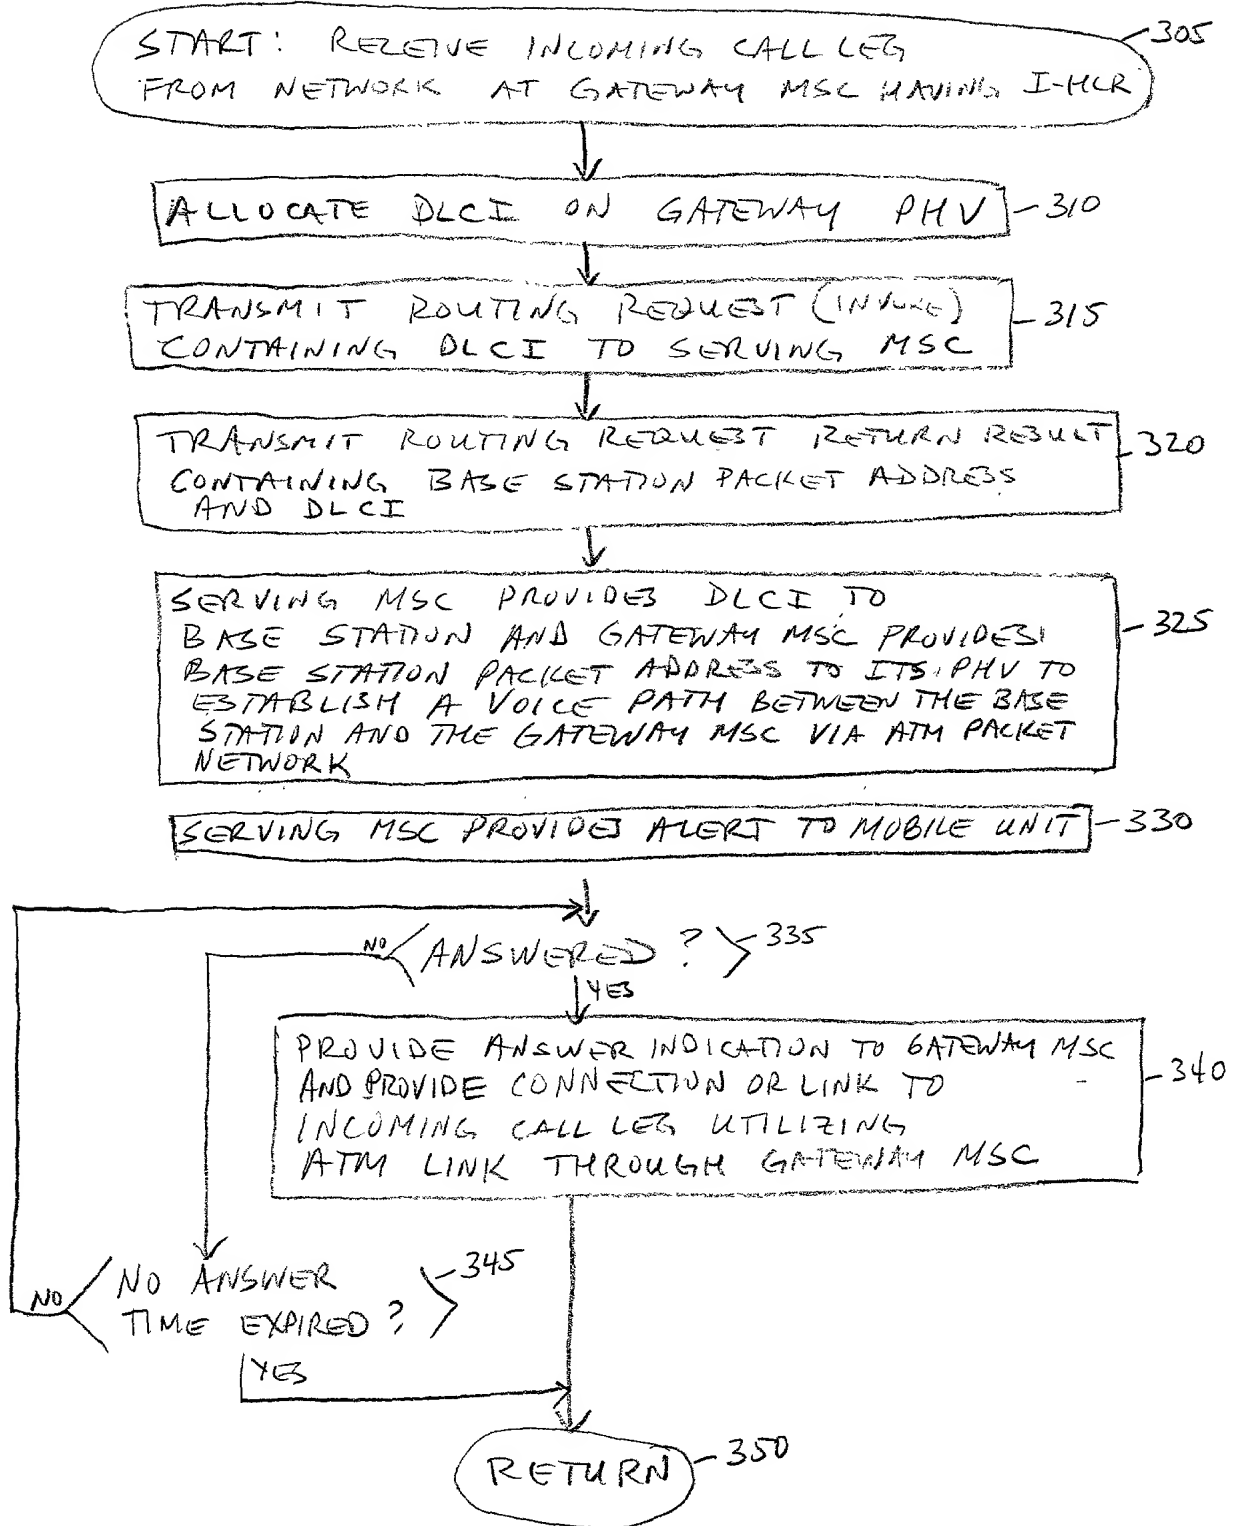 START: RECEIVE INCOMING CALL LEG 305
FROM NETWORK AT GATEWAY MSC HAVING I-HLR
ALLOCATE DLCI ON GATEWAY PHV 310
TRANSMIT ROUTING REQUEST (INVOKE) 315
CONTAINING DLCI TO SERVING MSC
TRANSMIT ROUTING REQUEST RETURN RESULT 320
CONTAINING BASE STATION PACKET ADDRESS
AND DLCI
SERVING MSC PROVIDES DLCI TO
BASE STATION AND GATEWAY MSC PROVIDES 325
BASE STATION PACKET ADDRESS TO ITS PHV TO
ESTABLISH A VOICE PATH BETWEEN THE BASE
STATION AND THE GATEWAY MSC VIA ATM PACKET
NETWORK
SERVING MSC PROVIDES ALERT TO MOBILE UNIT 330
NO ANSWERED? 335
YES
PROVIDE ANSWER INDICATION TO GATEWAY MSC
AND PROVIDE CONNECTION OR LINK TO 340
INCOMING CALL LEG UTILIZING
ATM LINK THROUGH GATEWAY MSC
NO NO ANSWER 345
TIME EXPIRED?
YES
RETURN 350